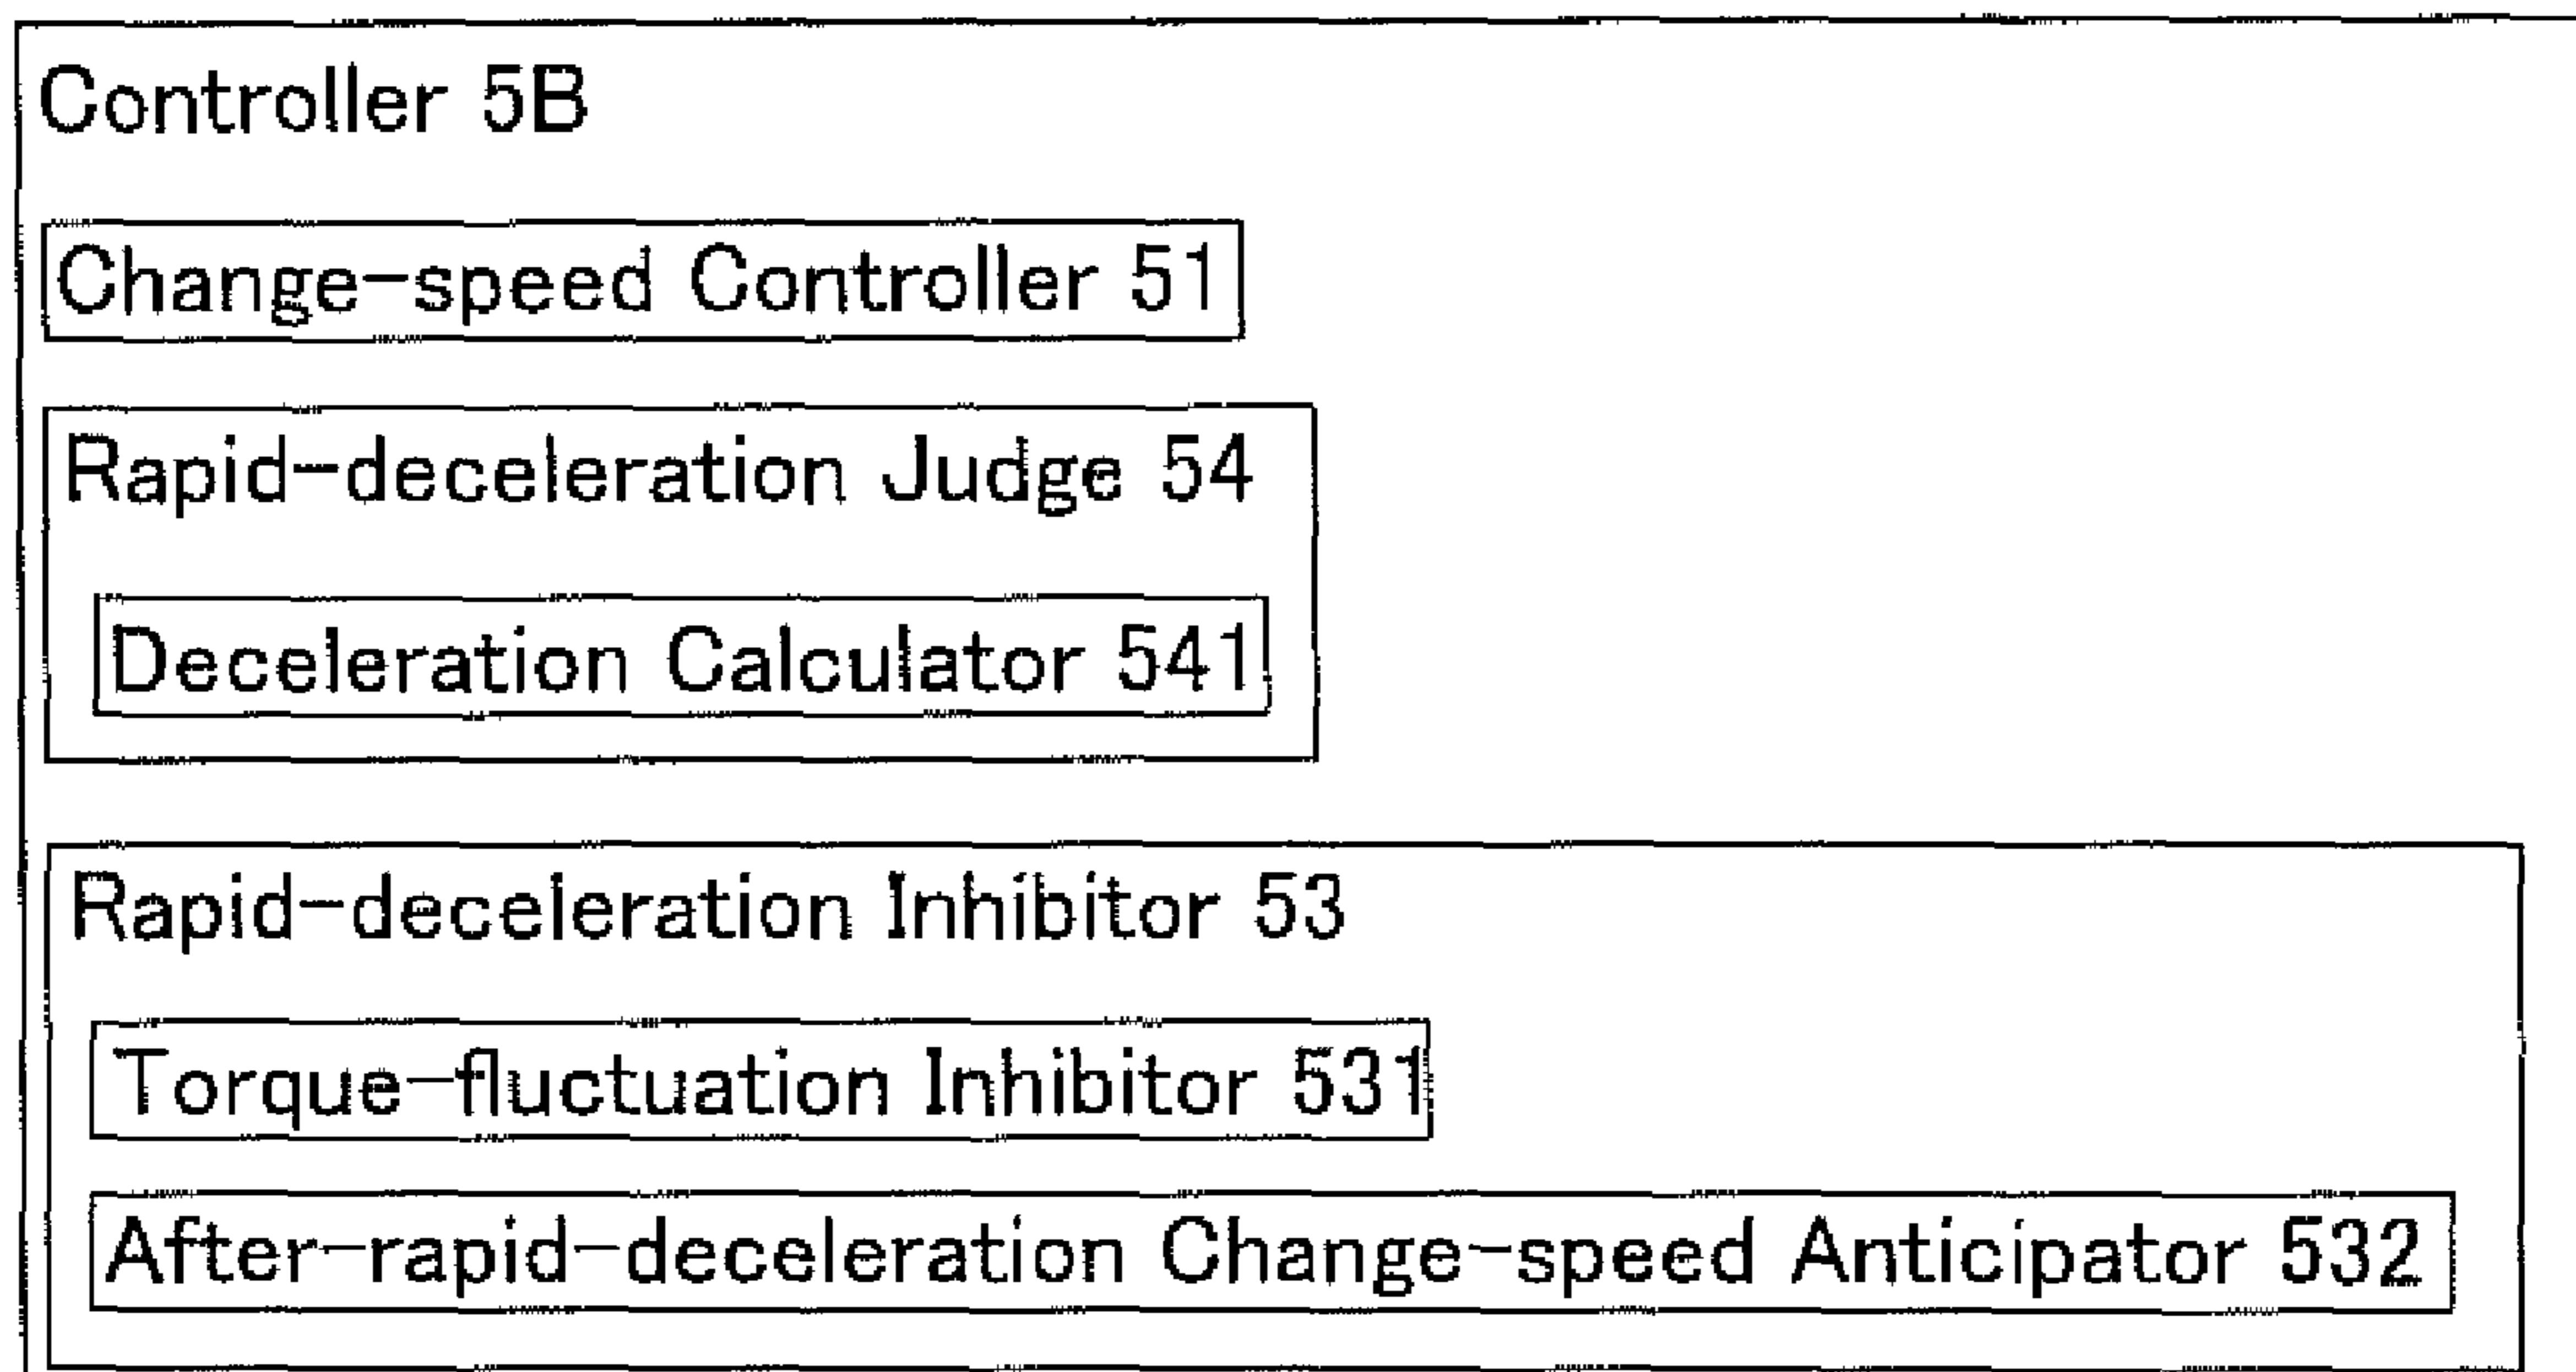 Controller 5B
Change-speed Controller 51
Rapid-deceleration Judge 54
Deceleration Calculator 541
Rapid-deceleration Inhibitor 53
Torque-fluctuation Inhibitor 531
After-rapid-deceleration Change-speed Anticipator 532